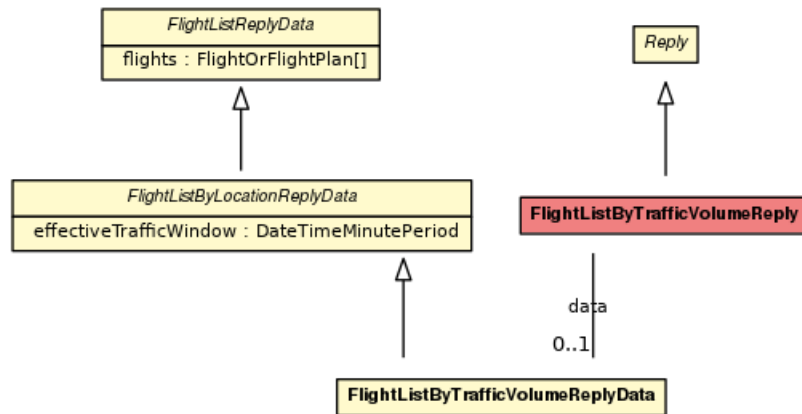 FlightListReplyData
flights : FlightOrFlightPlan[]
Reply
FlightListByLocationReplyData
effectiveTrafficWindow : DateTimeMinutePeriod
FlightListByTrafficVolumeReply
data
0..1
FlightListByTrafficVolumeReplyData